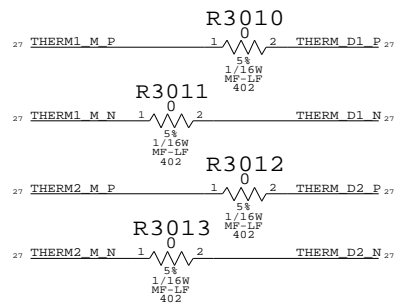 R3010
0
27 THERM1_M_P 1 2 THERM_D1_P 27
5%
1/16W
MF-LF
402
R3011
0
27 THERM1_M_N 1 2 THERM_D1_N 27
5%
1/16W
MF-LF
402
R3012
0
27 THERM2_M_P 1 2 THERM_D2_P 27
5%
1/16W
MF-LF
402
R3013
0
27 THERM2_M_N 1 2 THERM_D2_N 27
5%
1/16W
MF-LF
402